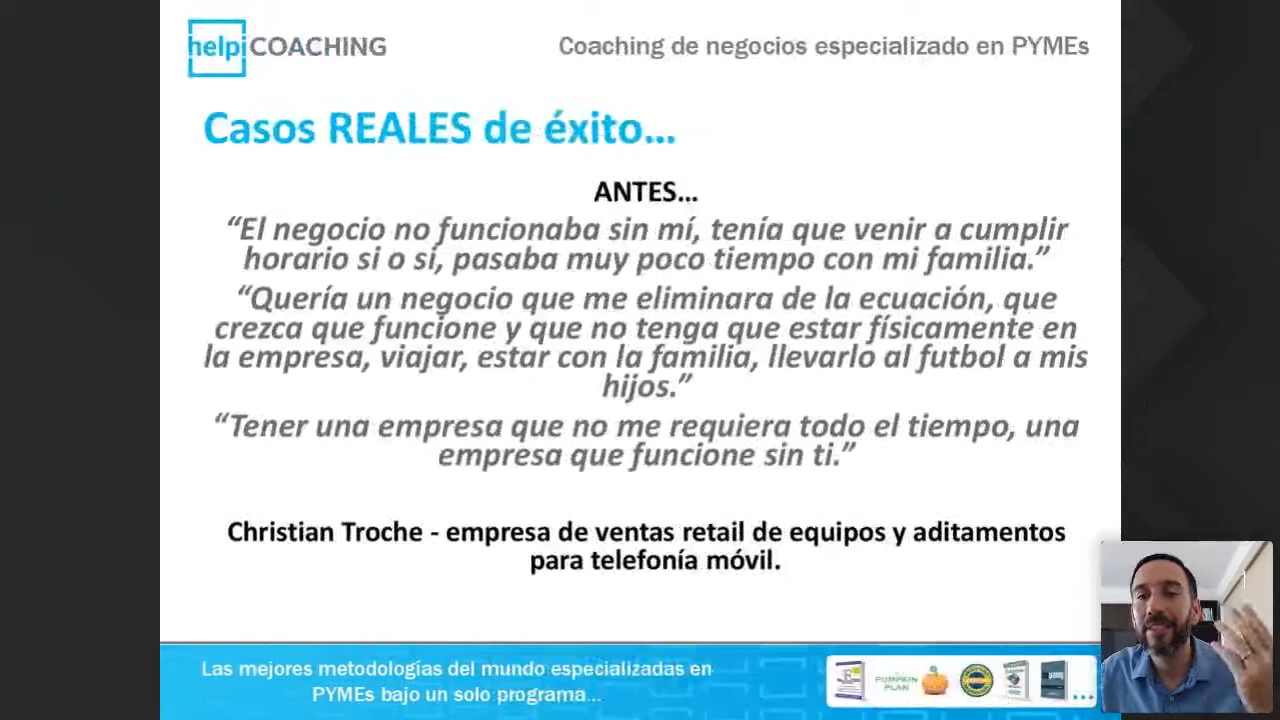 help COACHING
Coaching de negocios especializado en PYMEs
Casos REALES de éxito...
ANTES...
“El negocio no funcionaba sin mí, tenía que venir a cumplir
horario si o sí, pasaba muy poco tiempo con mi familia.”
“Quería un negocio que me eliminara de la ecuación, que
crezca que funcione y que no tenga que estar físicamente en
la empresa, viajar, estar con la familia, llevarlo al futbol a mis
hijos.”
“Tener una empresa que no me requiera todo el tiempo, una
empresa que funcione sin ti.”
Christian Troche - empresa de ventas retail de equipos y aditamentos
para telefonía móvil.
Las mejores metodologías del mundo especializadas en
PYMEs bajo un solo programa...
PUMPKIN
PLAN
...